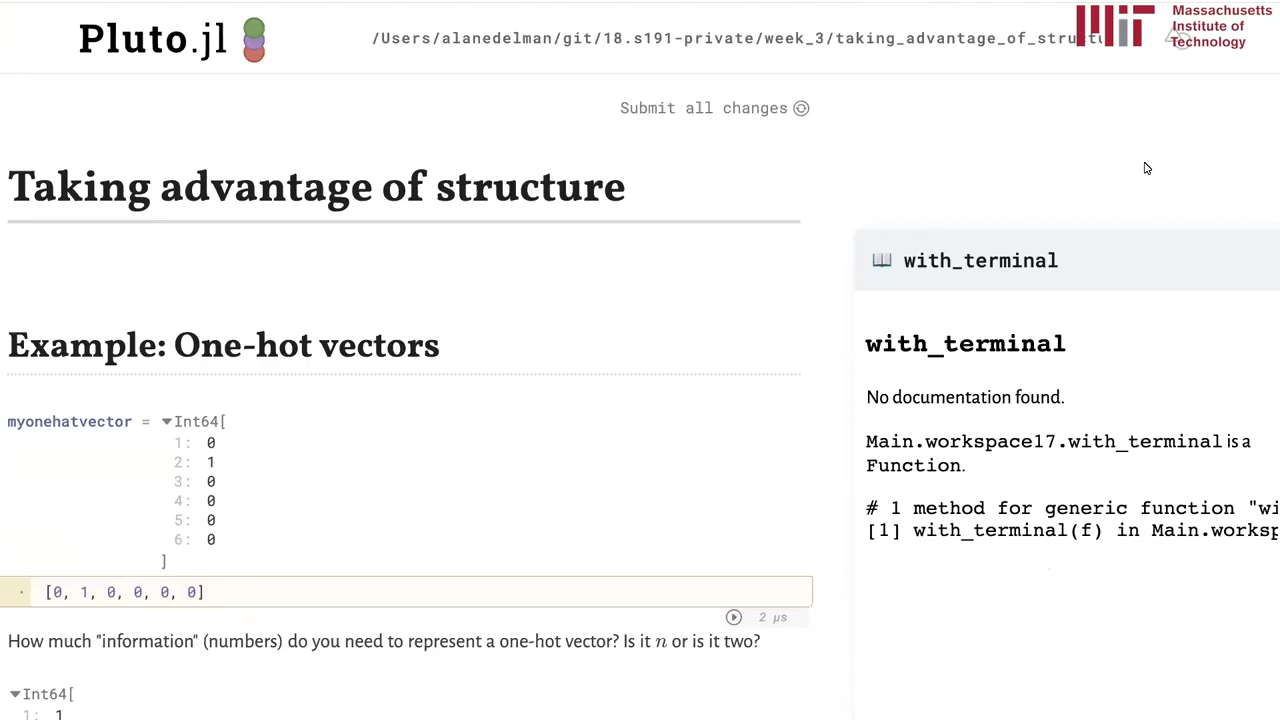 Pluto.jl
/Users/alanedelman/git/18.s191-private/week_3/taking_advantage_of_structu
Massachusetts
Institute of
Technology
Submit all changes
Taking advantage of structure
Example: One-hot vectors
myonehatvector = ▼Int64[
1: 0
2: 1
3: 0
4: 0
5: 0
6: 0
]
[0, 1, 0, 0, 0, 0]
2 μs
How much "information" (numbers) do you need to represent a one-hot vector? Is it n or is it two?
▼Int64[
1: 1
with_terminal
with_terminal
No documentation found.
Main.workspace17.with_terminal is a
Function.
# 1 method for generic function "wi
[1] with_terminal(f) in Main.worksp